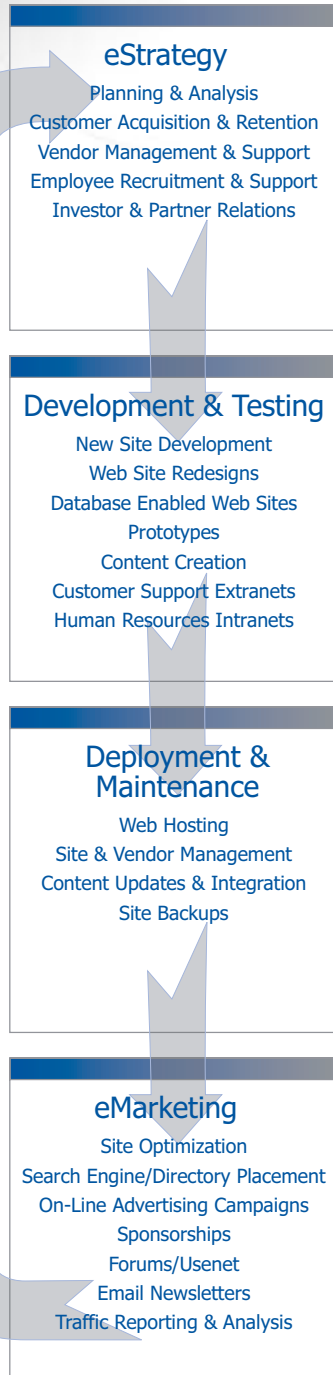 eStrategy
Planning & Analysis
Customer Acquisition & Retention
Vendor Management & Support
Employee Recruitment & Support
Investor & Partner Relations
Development & Testing
New Site Development
Web Site Redesigns
Database Enabled Web Sites
Prototypes
Content Creation
Customer Support Extranets
Human Resources Intranets
Deployment &
Maintenance
Web Hosting
Site & Vendor Management
Content Updates & Integration
Site Backups
eMarketing
Site Optimization
Search Engine/Directory Placement
On-Line Advertising Campaigns
Sponsorships
Forums/Usenet
Email Newsletters
Traffic Reporting & Analysis